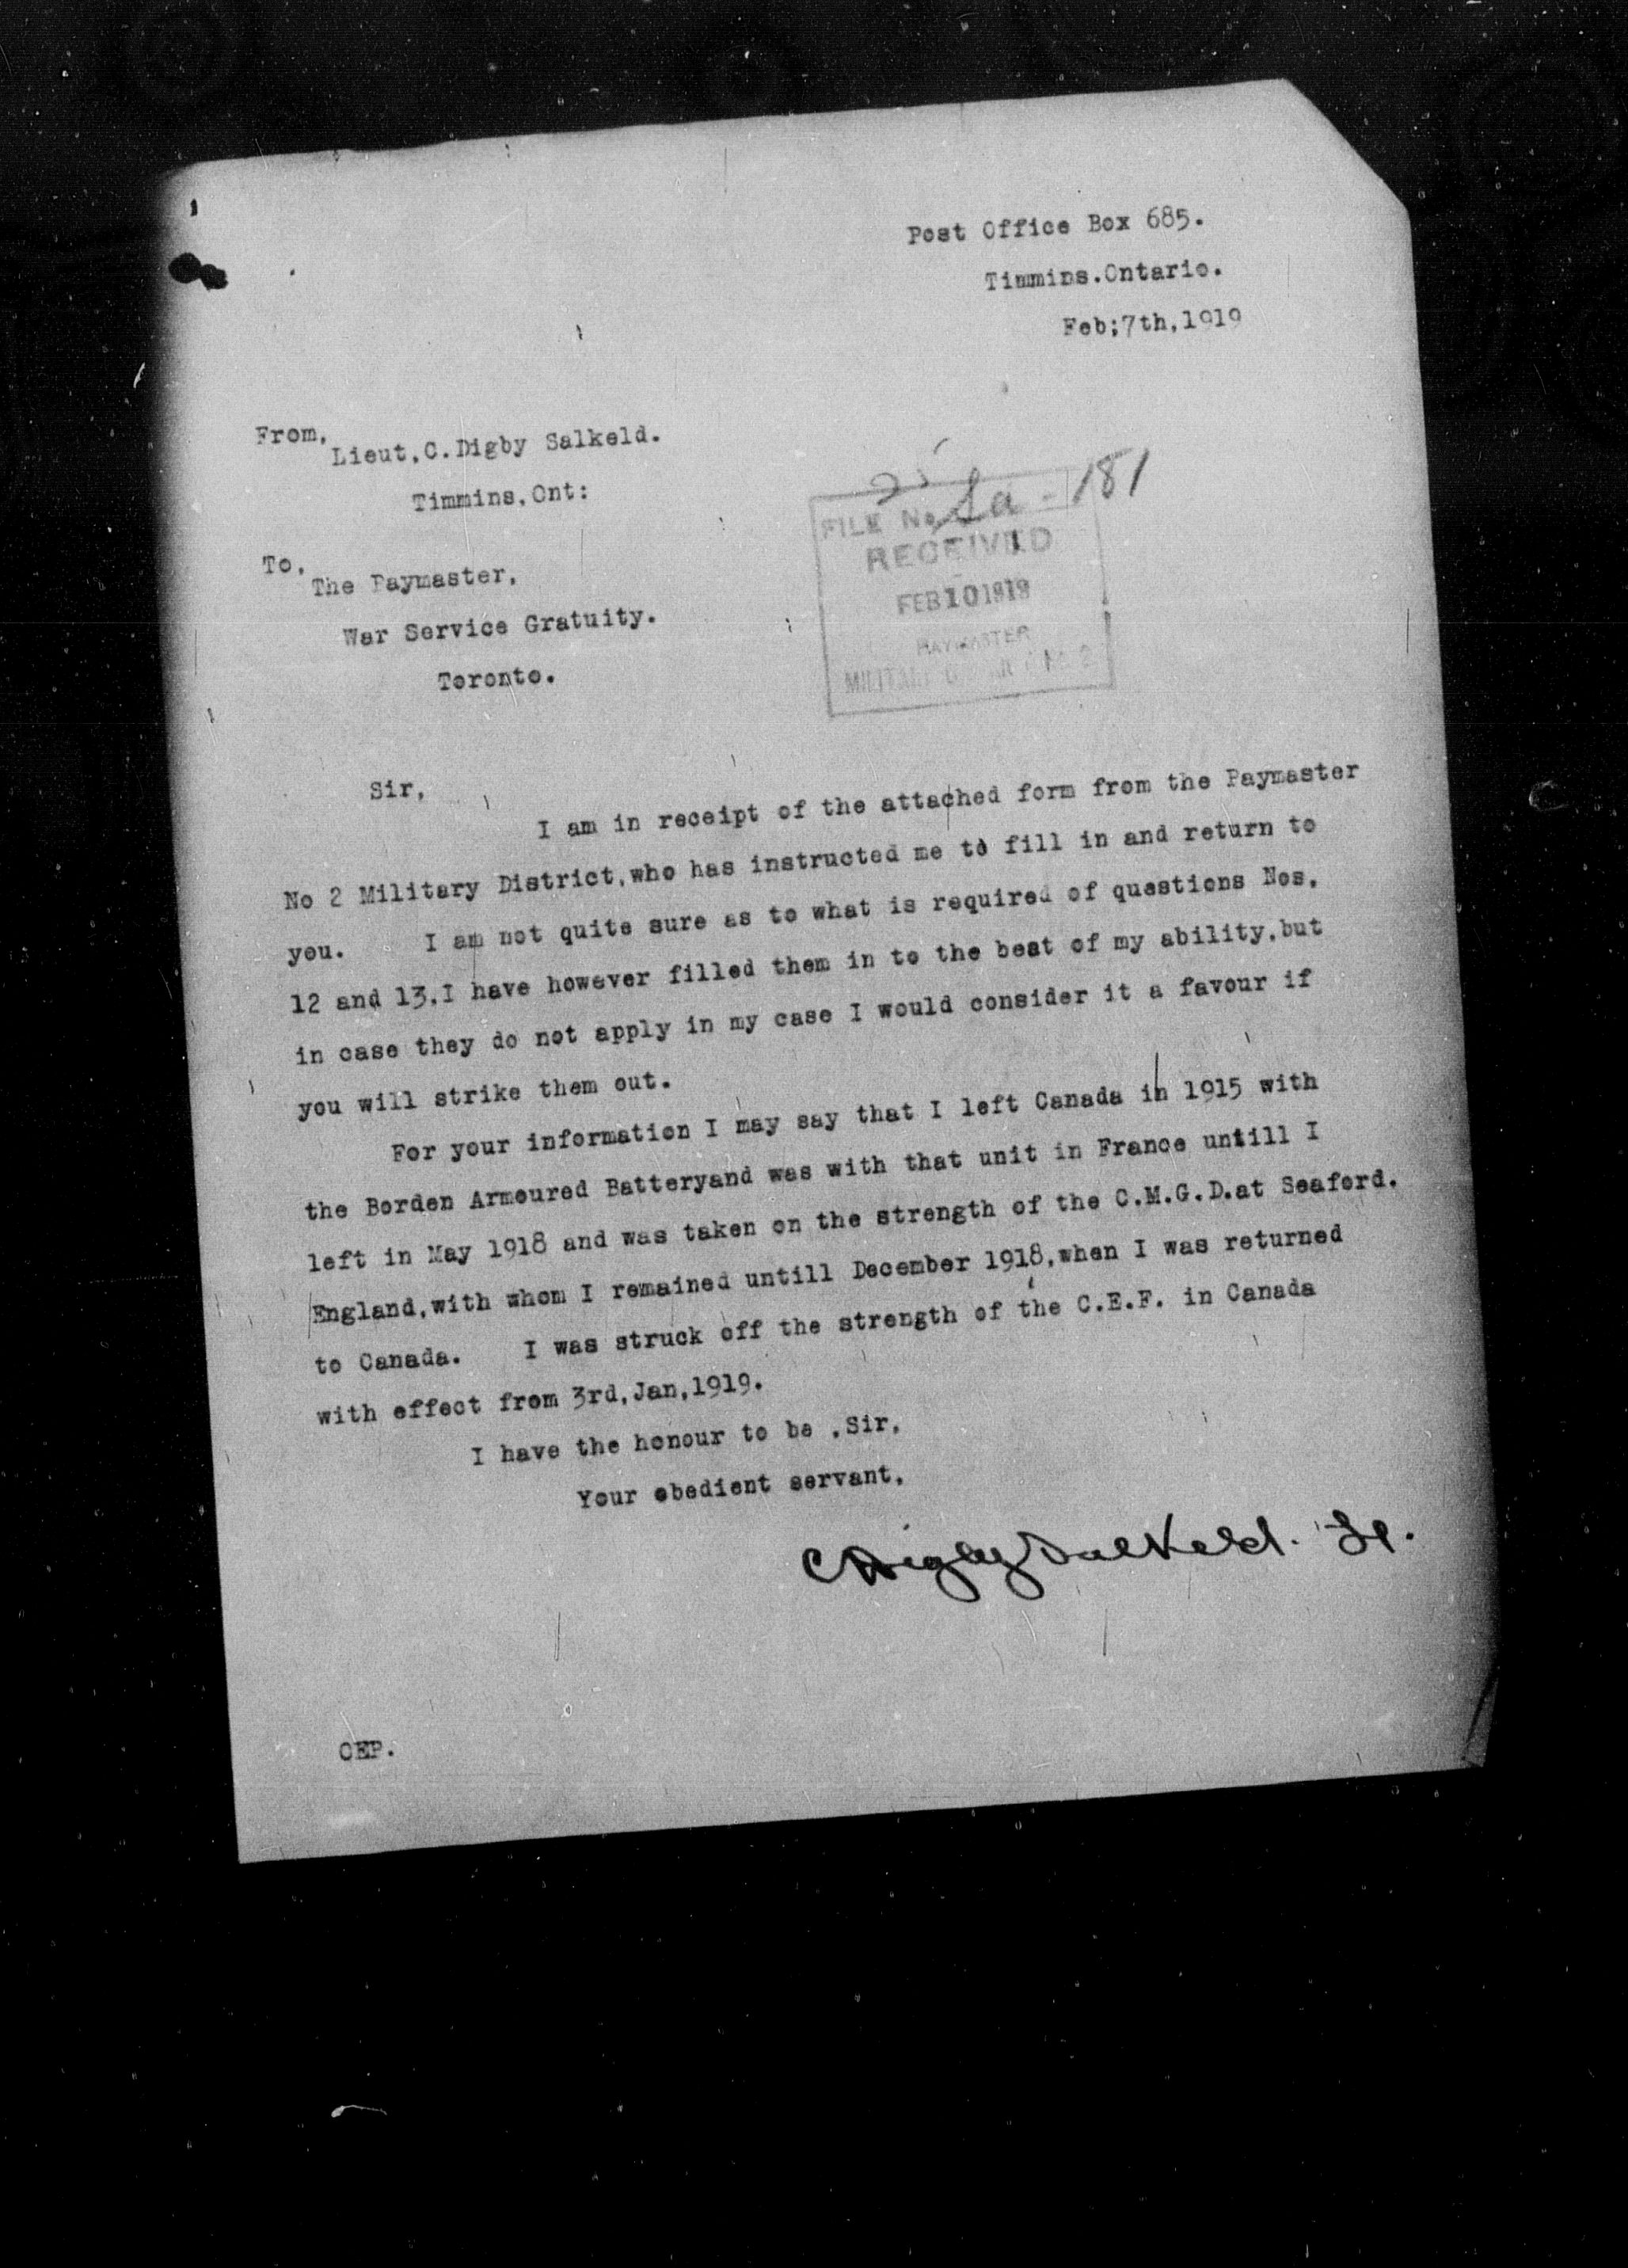 Post Office Box 685.
Timmins.Ontario.
Feb;7th,1919
From,
Lieut,C.Digby Salkeld.
Timmins,Ont:
To,
The Paymaster,
War Service Gratuity.
Toronto.
FILE No. Sa - 181
RECEIVED
FEB 10 1919
PAYMASTER
MILITARY No 2
Sir,
I am in receipt of the attached form from the Paymaster
No 2 Military District,who has instructed me to fill in and return to
you. I am not quite sure as to what is required of questions Nos,
12 and 13,I have however filled them in to the best of my ability,but
in case they do not apply in my case I would consider it a favour if
you will strike them out.
For your information I may say that I left Canada in 1915 with
the Borden Armoured Batteryand was with that unit in France untill I
left in May 1918 and was taken on the strength of the C.M.G.D.at Seaford.
England,with whom I remained untill December 1918,when I was returned
to Canada. I was struck off the strength of the C.E.F. in Canada
with effect from 3rd,Jan,1919.
I have the honour to be ,Sir,
Your obedient servant,
C Digby Salkeld. Lt.
CEP.